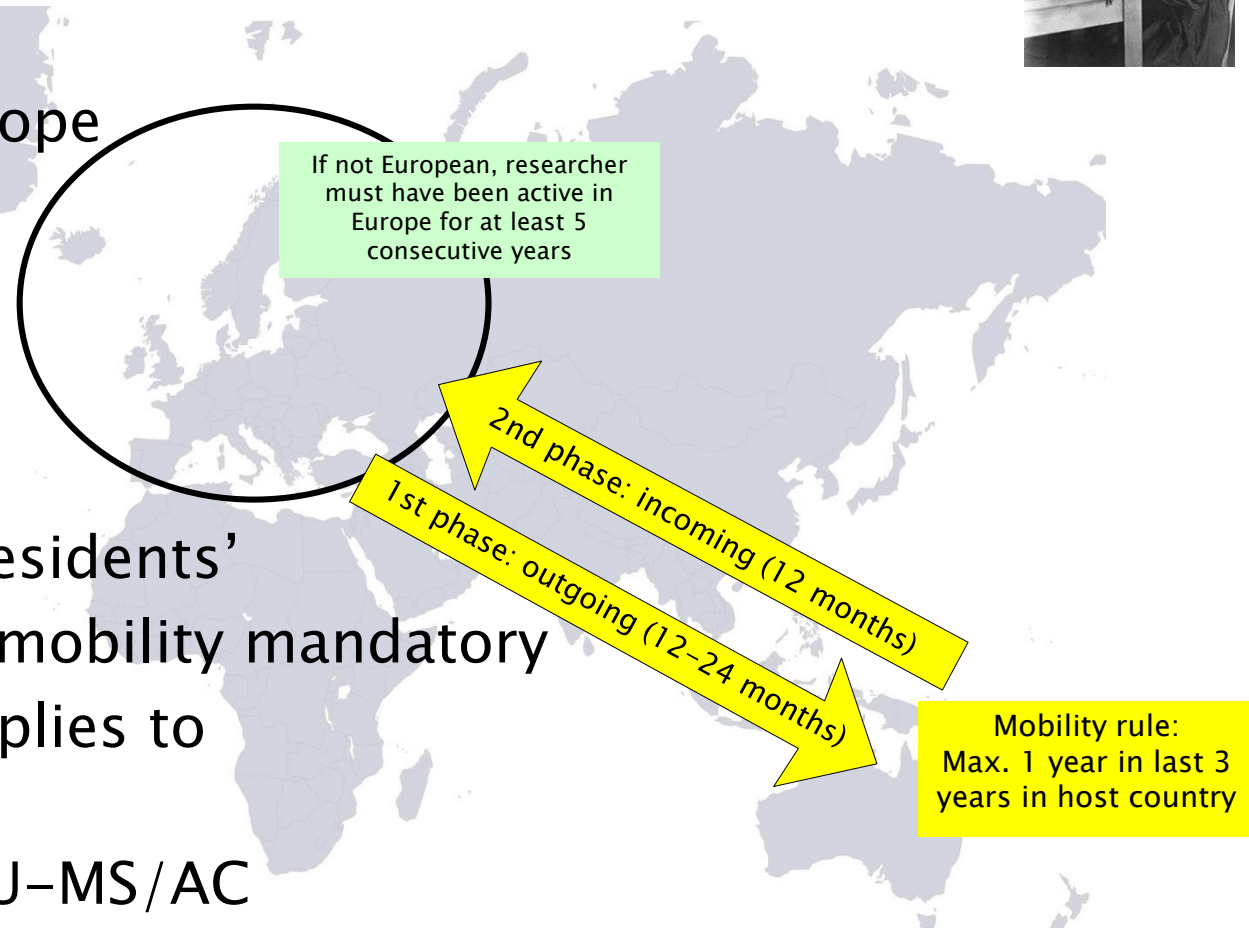 ope
If not European, researcher
must have been active in
Europe for at least 5
consecutive years
2nd phase: incoming (12 months)
1st phase: outgoing (12–24 months)
esidents’
mobility mandatory
plies to
Mobility rule:
Max. 1 year in last 3
years in host country
U–MS/AC